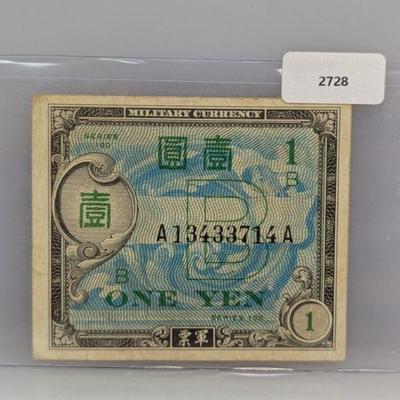 2728
MILITARY CURRENCY
SERIES
100
圓壹
1
B
壹
B
A13433714A
B
ONE YEN
1
SERIES 100
票軍